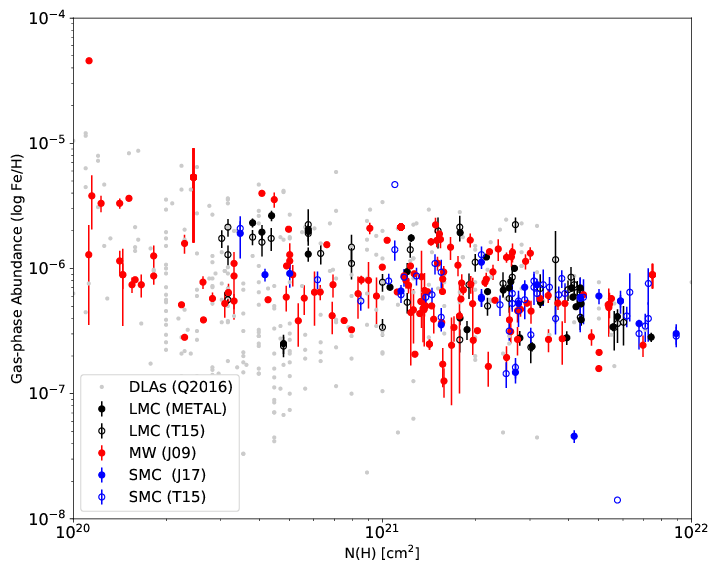 10⁻⁴
10⁻⁵
10⁻⁶
10⁻⁷
10⁻⁸
Gas-phase Abundance (log Fe/H)
DLAs (Q2016)
LMC (METAL)
LMC (T15)
MW (J09)
SMC  (J17)
SMC (T15)
10²⁰ 10²¹ 10²²
N(H) [cm²]